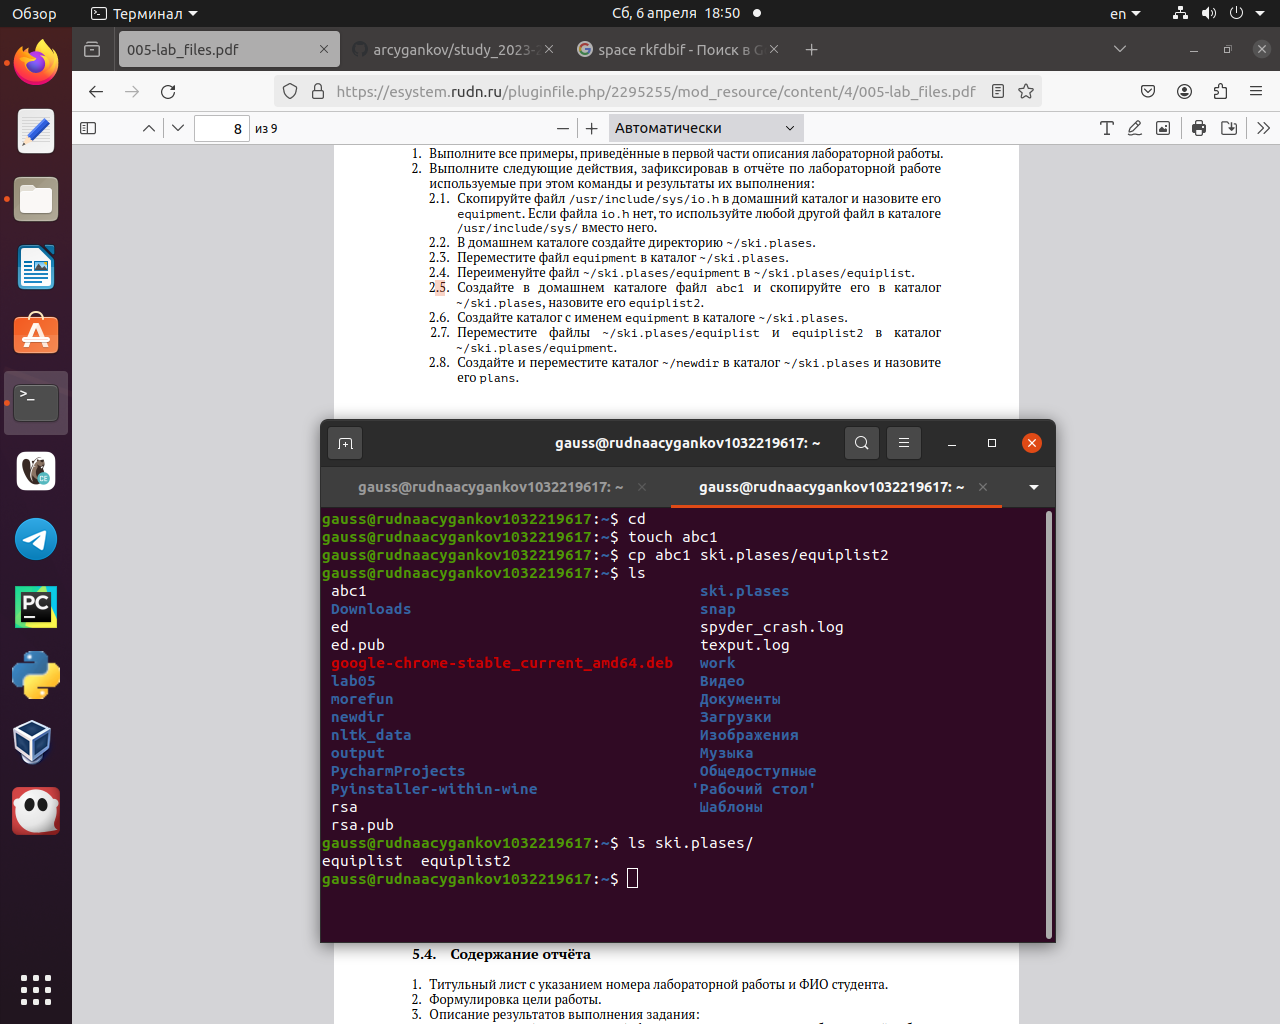 Обзор
Терминал
Сб, 6 апреля 18:50
en
005-lab_files.pdf
arcygankov/study_2023-2
space rkfdbif - Поиск в G
https://esystem.rudn.ru/pluginfile.php/2295255/mod_resource/content/4/005-lab_files.pdf
8
из 9
Автоматически
1. Выполните все примеры, приведённые в первой части описания лабораторной работы.
2. Выполните следующие действия, зафиксировав в отчёте по лабораторной работе
используемые при этом команды и результаты их выполнения:
2.1. Скопируйте файл /usr/include/sys/io.h в домашний каталог и назовите его
equipment. Если файла io.h нет, то используйте любой другой файл в каталоге
/usr/include/sys/ вместо него.
2.2. В домашнем каталоге создайте директорию ~/ski.plases.
2.3. Переместите файл equipment в каталог ~/ski.plases.
2.4. Переименуйте файл ~/ski.plases/equipment в ~/ski.plases/equiplist.
2.5. Создайте в домашнем каталоге файл abc1 и скопируйте его в каталог
~/ski.plases, назовите его equiplist2.
2.6. Создайте каталог с именем equipment в каталоге ~/ski.plases.
2.7. Переместите файлы ~/ski.plases/equiplist и equiplist2 в каталог
~/ski.plases/equipment.
2.8. Создайте и переместите каталог ~/newdir в каталог ~/ski.plases и назовите
его plans.
gauss@rudnaacygankov1032219617: ~
gauss@rudnaacygankov1032219617: ~
gauss@rudnaacygankov1032219617: ~
gauss@rudnaacygankov1032219617:~$ cd
gauss@rudnaacygankov1032219617:~$ touch abc1
gauss@rudnaacygankov1032219617:~$ cp abc1 ski.plases/equiplist2
gauss@rudnaacygankov1032219617:~$ ls
abc1 ski.plases
Downloads snap
ed spyder_crash.log
ed.pub texput.log
google-chrome-stable_current_amd64.deb work
lab05 Видео
morefun Документы
newdir Загрузки
nltk_data Изображения
output Музыка
PycharmProjects Общедоступные
Pyinstaller-within-wine 'Рабочий стол'
rsa Шаблоны
rsa.pub
gauss@rudnaacygankov1032219617:~$ ls ski.plases/
equiplist equiplist2
gauss@rudnaacygankov1032219617:~$
5.4. Содержание отчёта
1. Титульный лист с указанием номера лабораторной работы и ФИО студента.
2. Формулировка цели работы.
3. Описание результатов выполнения задания: